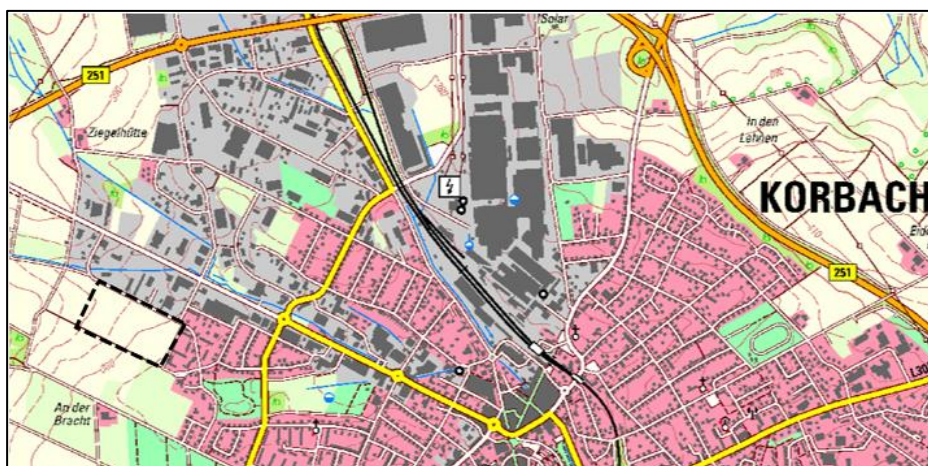 Solar
251
Ziegelhütte
In den
Lehnen
KORBACH
251
An der
Bracht